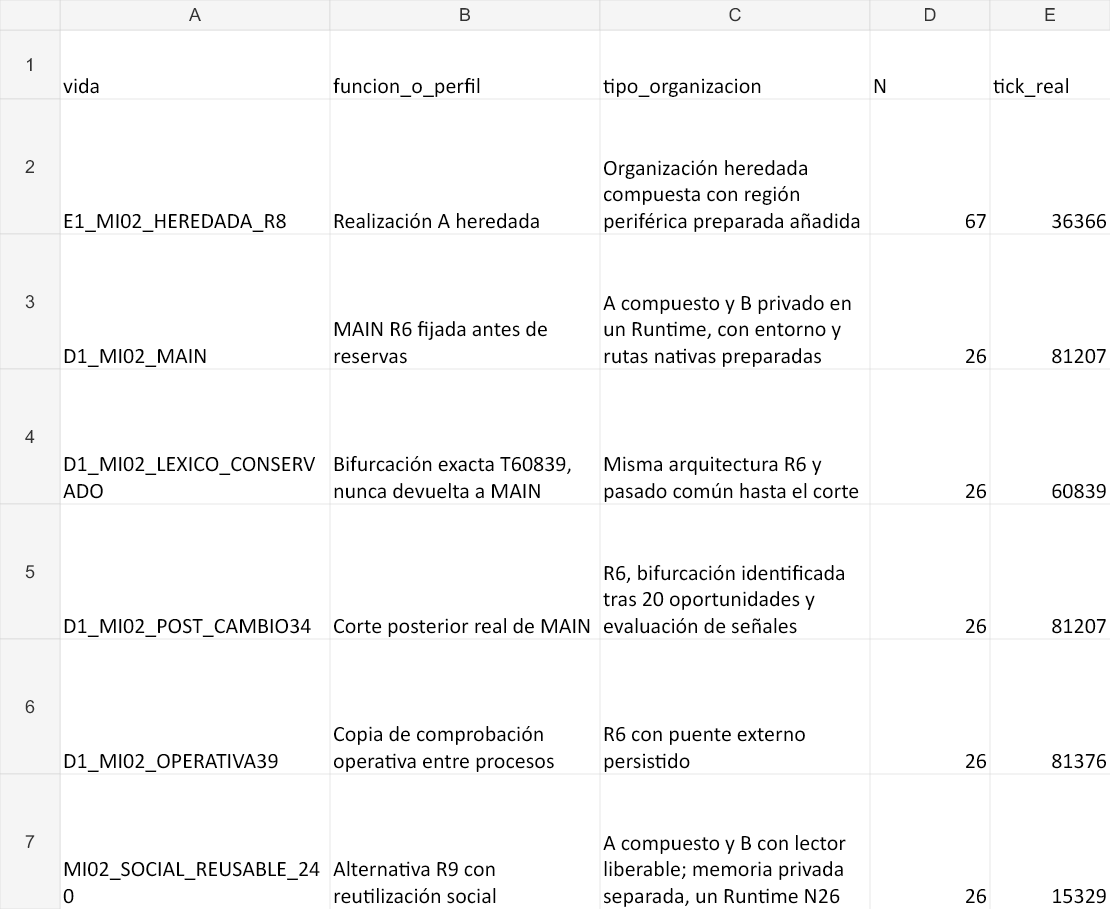 A B C D E
1 vida funcion_o_perfil tipo_organizacion N tick_real
2 E1_MI02_HEREDADA_R8 Realización A heredada Organización heredada
compuesta con región
periférica preparada añadida 67 36366
3 D1_MI02_MAIN MAIN R6 fijada antes de
reservas A compuesto y B privado en
un Runtime, con entorno y
rutas nativas preparadas 26 81207
4 D1_MI02_LEXICO_CONSERV
ADO Bifurcación exacta T60839,
nunca devuelta a MAIN Misma arquitectura R6 y
pasado común hasta el corte 26 60839
5 D1_MI02_POST_CAMBIO34 Corte posterior real de MAIN R6, bifurcación identificada
tras 20 oportunidades y
evaluación de señales 26 81207
6 D1_MI02_OPERATIVA39 Copia de comprobación
operativa entre procesos R6 con puente externo
persistido 26 81376
7 MI02_SOCIAL_REUSABLE_24
0 Alternativa R9 con
reutilización social A compuesto y B con lector
liberable; memoria privada
separada, un Runtime N26 26 15329